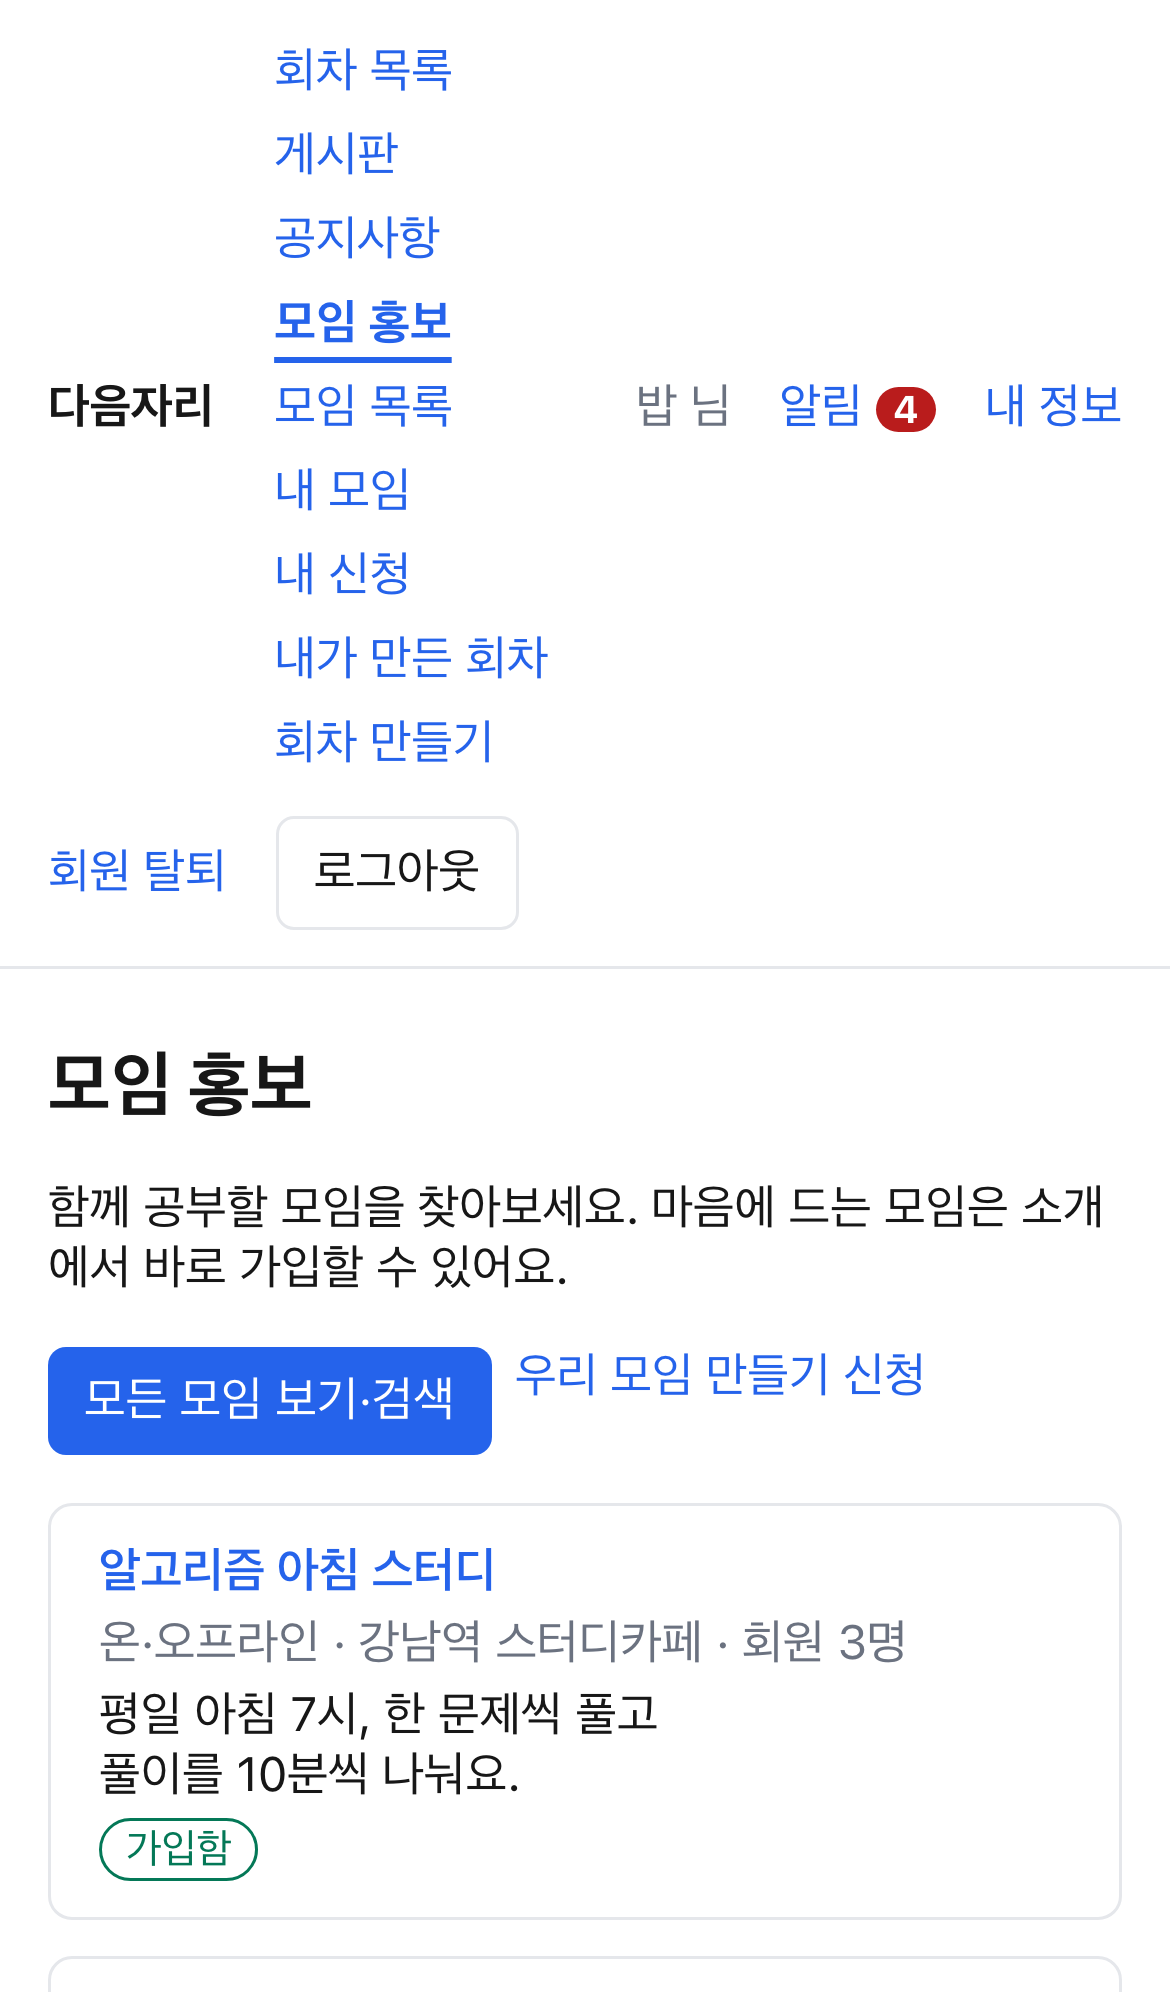 회차 목록
게시판
공지사항
모임 홍보
다음자리
모임 목록
밥 님
알림 4
내 정보
내 모임
내 신청
내가 만든 회차
회차 만들기
회원 탈퇴
로그아웃
모임 홍보
함께 공부할 모임을 찾아보세요. 마음에 드는 모임은 소개
에서 바로 가입할 수 있어요.
모든 모임 보기·검색
우리 모임 만들기 신청
알고리즘 아침 스터디
온·오프라인 · 강남역 스터디카페 · 회원 3명
평일 아침 7시, 한 문제씩 풀고
풀이를 10분씩 나눠요.
가입함